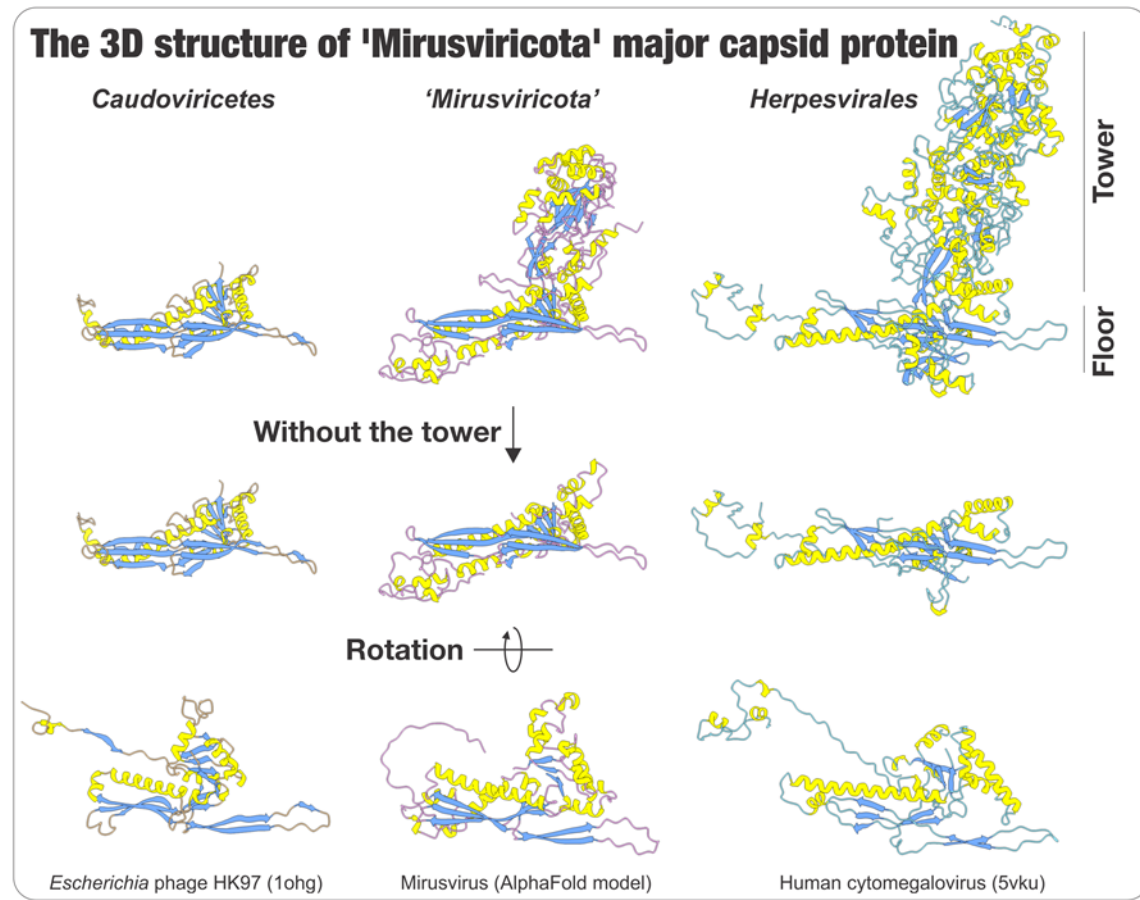 The 3D structure of 'Mirusviricota' major capsid protein
Caudoviricetes
‘Mirusviricota’
Herpesvirales
Tower
Floor
Without the tower
Rotation
Escherichia phage HK97 (1ohg)
Mirusvirus (AlphaFold model)
Human cytomegalovirus (5vku)